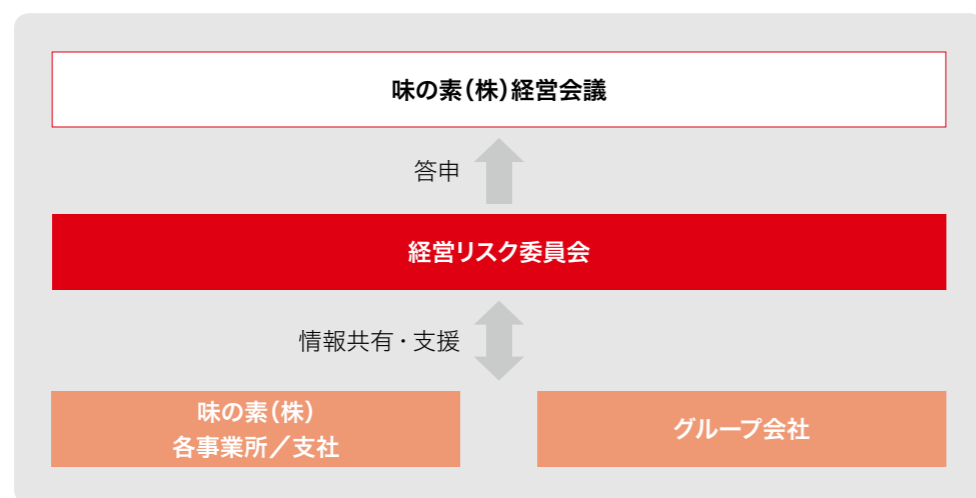 味の素（株）経営会議
答申
経営リスク委員会
情報共有・支援
味の素（株）
各事業所／支社
グループ会社